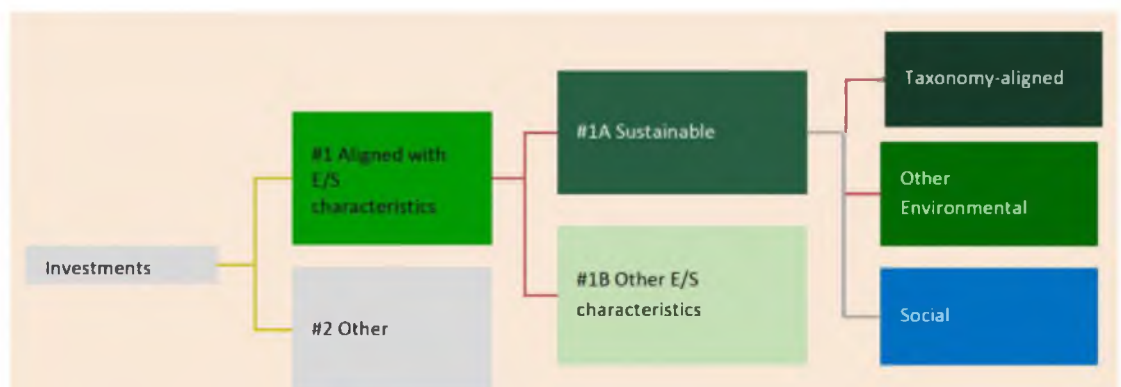 Investments
#1 Aligned with
E/S
characteristics
#2 Other
#1A Sustainable
#1B Other E/S
characteristics
Taxonomy-aligned
Other
Environmental
Social